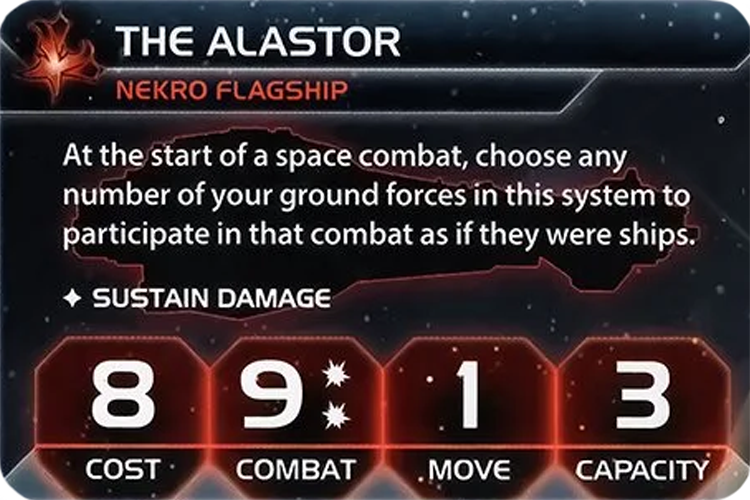 THE ALASTOR
NEKRO FLAGSHIP
At the start of a space combat, choose any
number of your ground forces in this system to
participate in that combat as if they were ships.
SUSTAIN DAMAGE
8 9 1 3
COST COMBAT MOVE CAPACITY